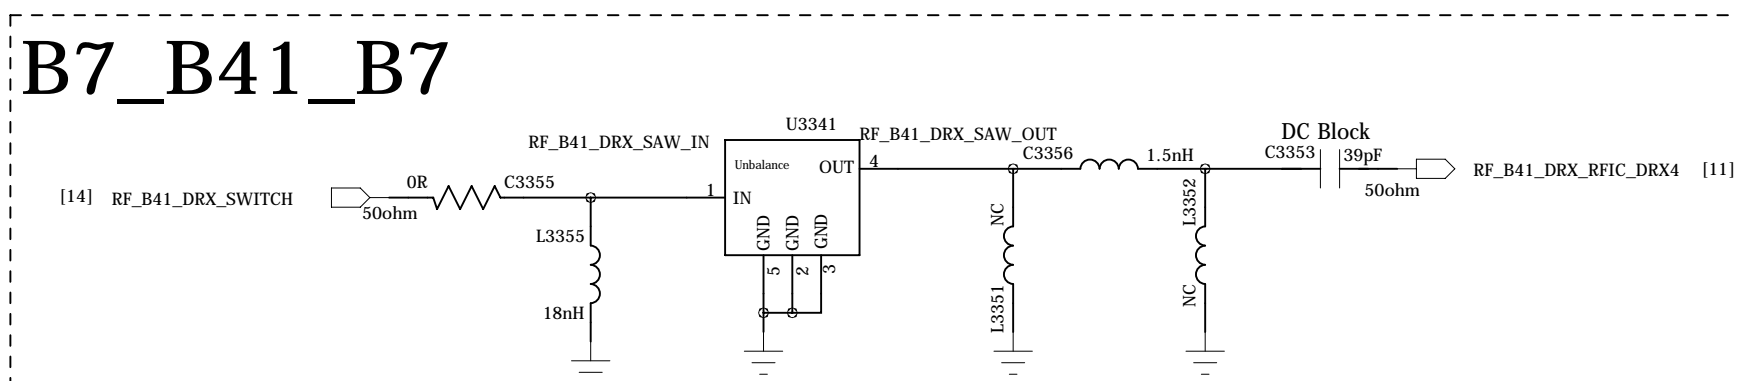 B7_B41_B7
U3341
RF_B41_DRX_SAW_IN
RF_B41_DRX_SAW_OUT
DC Block
Unbalance
OUT
4
C3356
1.5nH
C3353
39pF
RF_B41_DRX_RFIC_DRX4 [11]
50ohm
[14] RF_B41_DRX_SWITCH
50ohm
0R
C3355
1
IN
GND
GND
GND
5
2
3
L3355
18nH
NC
L3351
L3352
NC